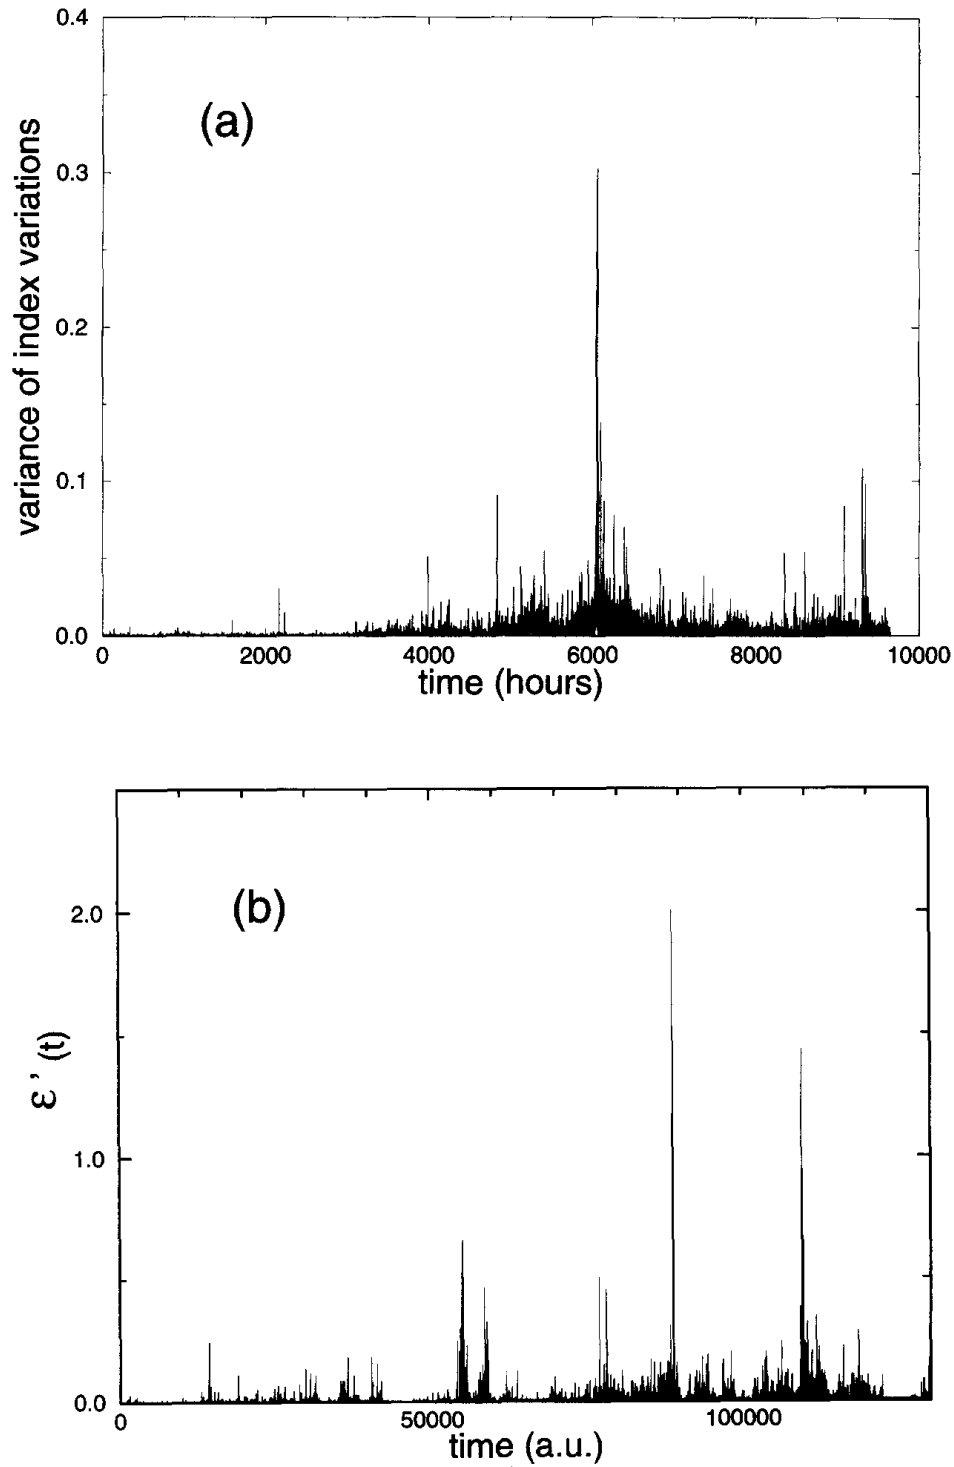 0.4
(a)
0.3
0.2
0.1
0.0
variance of index variations
0 2000 4000 6000 8000 10000
time (hours)
(b)
2.0
1.0
0.0
ε ' (t)
0 50000 100000
time (a.u.)